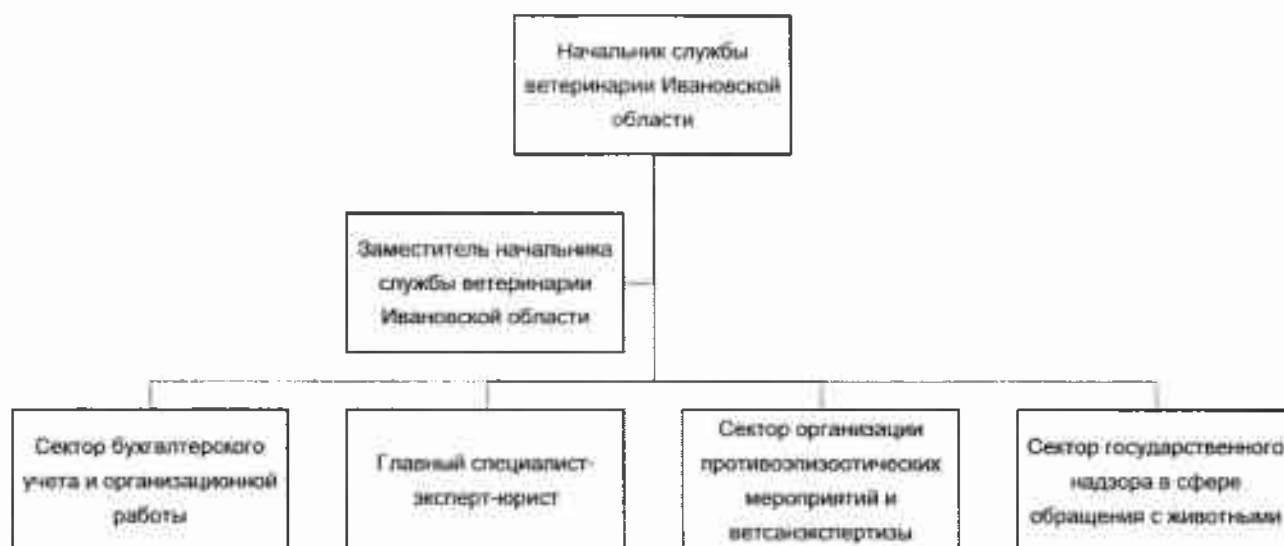 Начальник службы
ветеринарии Ивановской
области
Заместитель начальника
службы ветеринарии
Ивановской области
Сектор бухгалтерского
учета и организационной
работы
Главный специалист-
эксперт-юрист
Сектор организации
противоэпизоотических
мероприятий и
ветсанэкспертизы
Сектор государственного
надзора в сфере
обращения с животными